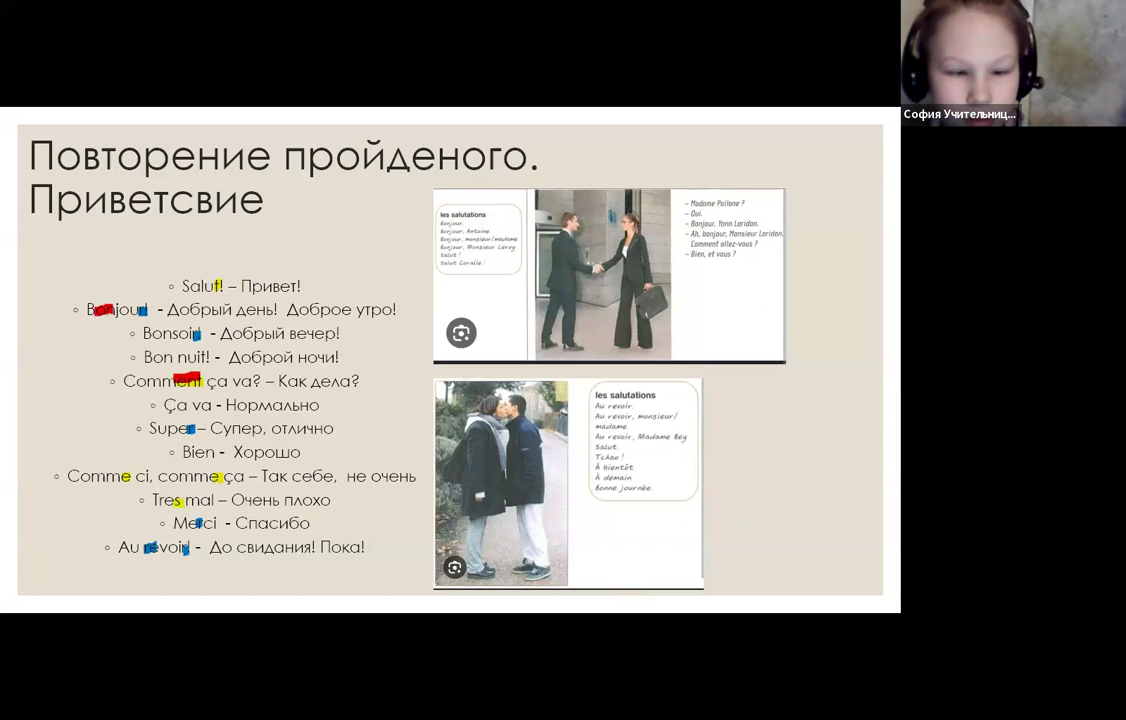 София Учительниц...
Повторение пройденого.
Приветсвие
Salut! – Привет!
Bonjour! - Добрый день! Доброе утро!
Bonsoir! - Добрый вечер!
Bon nuit! - Доброй ночи!
Comment ça va? – Как дела?
Ça va - Нормально
Super – Супер, отлично
Bien - Хорошо
Comme ci, comme ça – Так себе, не очень
Tres mal – Очень плохо
Merci - Спасибо
Au revoir! - До свидания! Пока!
les salutations
Bonjour.
Bonjour, Antoine.
Bonjour, monsieur/madame.
Bonjour, Monsieur Leroy.
Salut !
Salut Coralie !
– Madame Poilane ?
– Oui.
– Bonjour. Yann Laridon.
– Ah, bonjour, Monsieur Laridon.
Comment allez-vous ?
– Bien, et vous ?
les salutations
Au revoir.
Au revoir, monsieur/
madame.
Au revoir, Madame Bey
Salut.
Tchao !
À bientôt.
À demain.
Bonne journée.